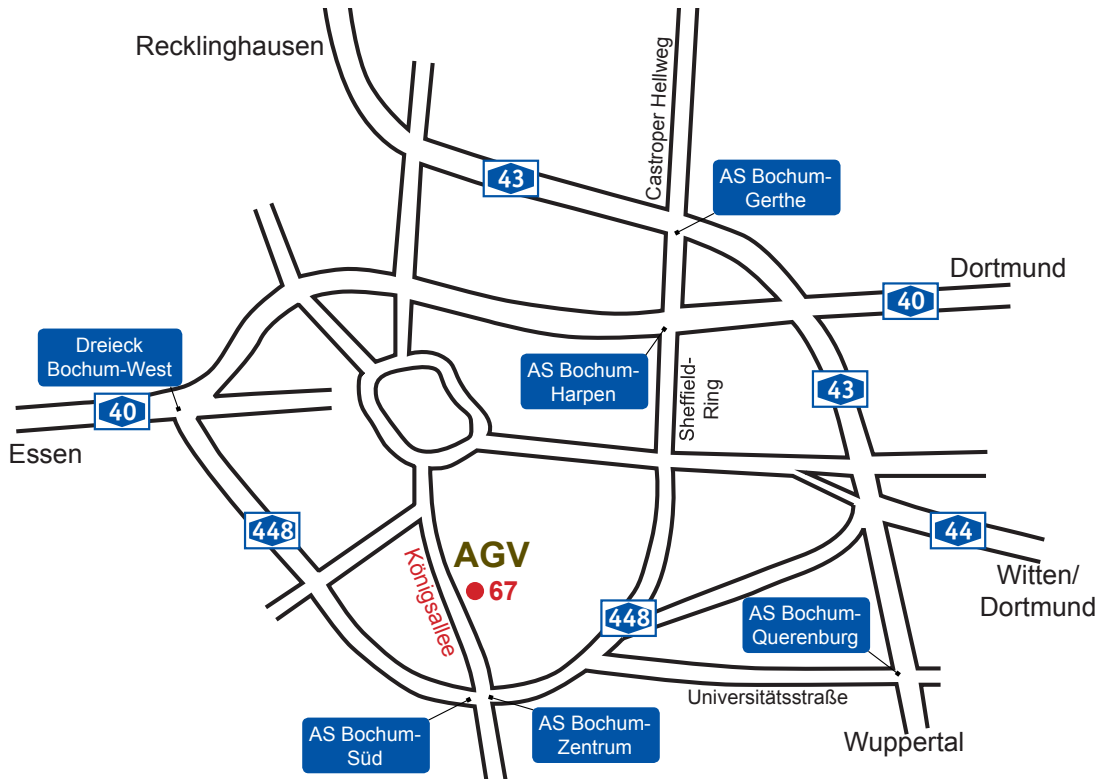 Recklinghausen
Castroper Hellweg
43
AS Bochum-
Gerthe
Dortmund
40
Dreieck
Bochum-West
AS Bochum-
Harpen
Sheffield-
Ring
43
40
Essen
448
44
AGV
67
Königsallee
Witten/
Dortmund
448
AS Bochum-
Querenburg
Universitätsstraße
AS Bochum-
Süd
AS Bochum-
Zentrum
Wuppertal